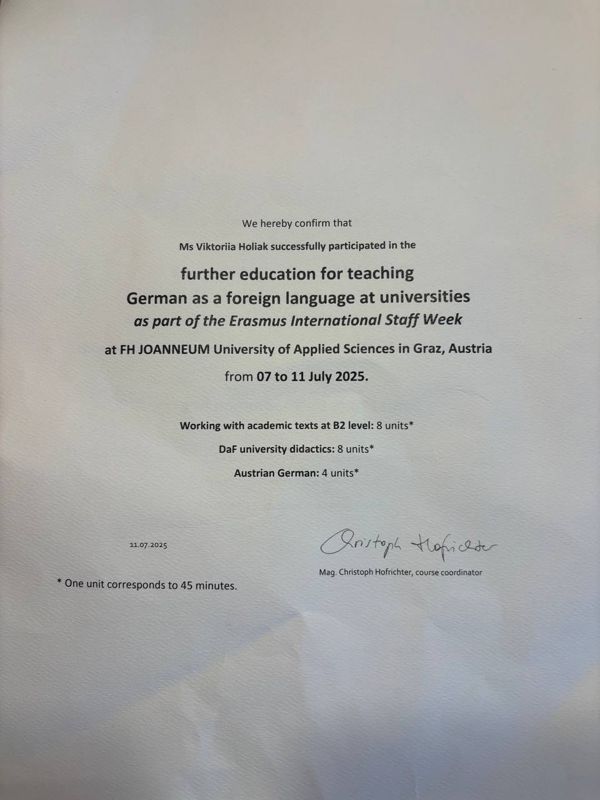 We hereby confirm that
Ms Viktoriia Holiak successfully participated in the
further education for teaching
German as a foreign language at universities
as part of the Erasmus International Staff Week
at FH JOANNEUM University of Applied Sciences in Graz, Austria
from 07 to 11 July 2025.
Working with academic texts at B2 level: 8 units*
DaF university didactics: 8 units*
Austrian German: 4 units*
11.07.2025
Christoph Hofrichter
Mag. Christoph Hofrichter, course coordinator
* One unit corresponds to 45 minutes.